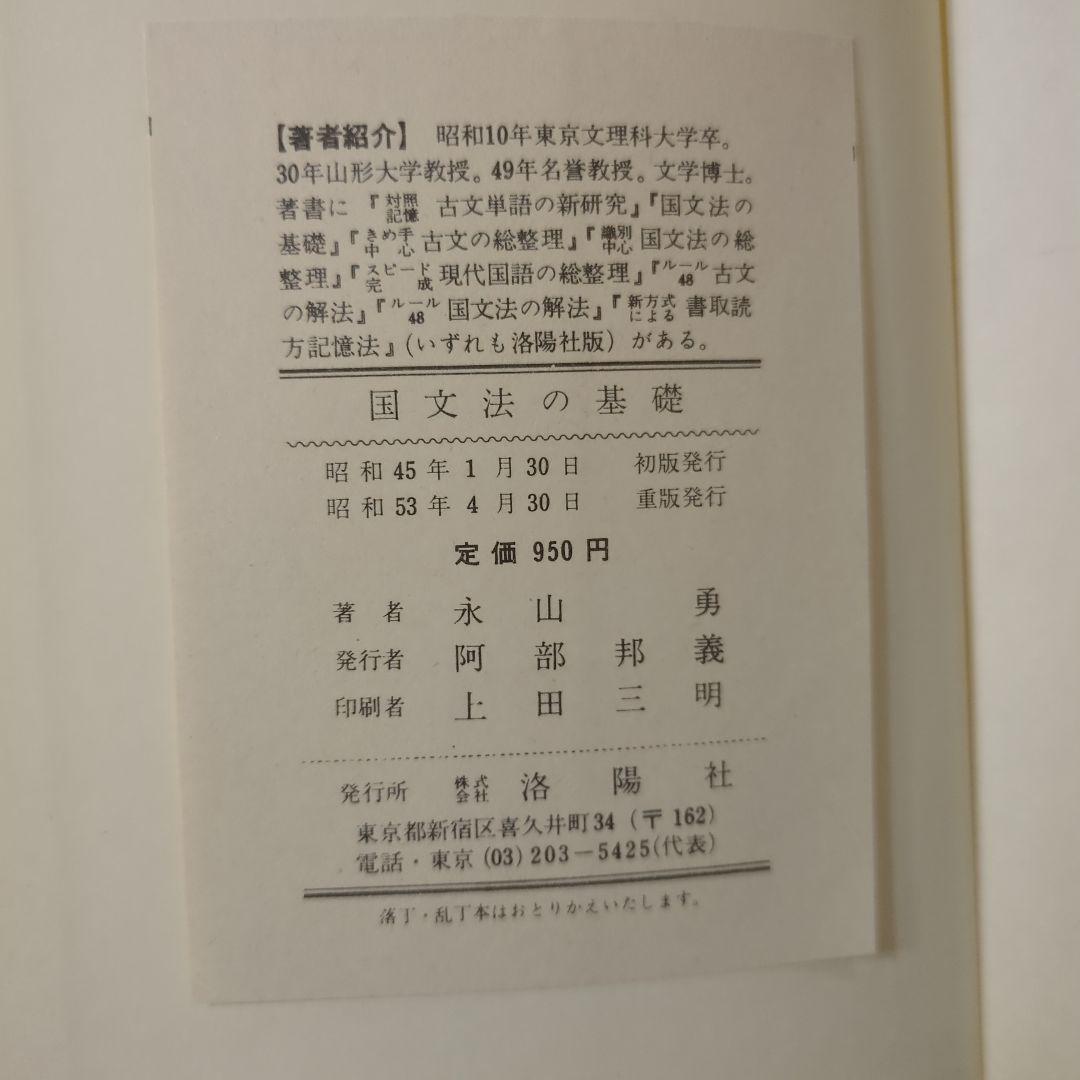 【著者紹介】 昭和10年東京文理科大学卒。
30年山形大学教授。49年名誉教授。文学博士。
著書に『対照記憶 古文単語の新研究』『国文法の
基礎』『きめ手中心 古文の総整理』『識別中心 国文法の総
整理』『スピード完成 現代国語の総整理』『ルール48 古文
の解法』『ルール48 国文法の解法』『新方式による 書取読
方記憶法』(いずれも洛陽社版)がある。
国文法の基礎
昭和45年1月30日 初版発行
昭和53年4月30日 重版発行
定価950円
著者 永山勇
発行者 阿部邦義
印刷者 上田三明
発行所 株式会社 洛陽社
東京都新宿区喜久井町34(〒162)
電話・東京(03)203-5425(代表)
落丁・乱丁本はおとりかえいたします。